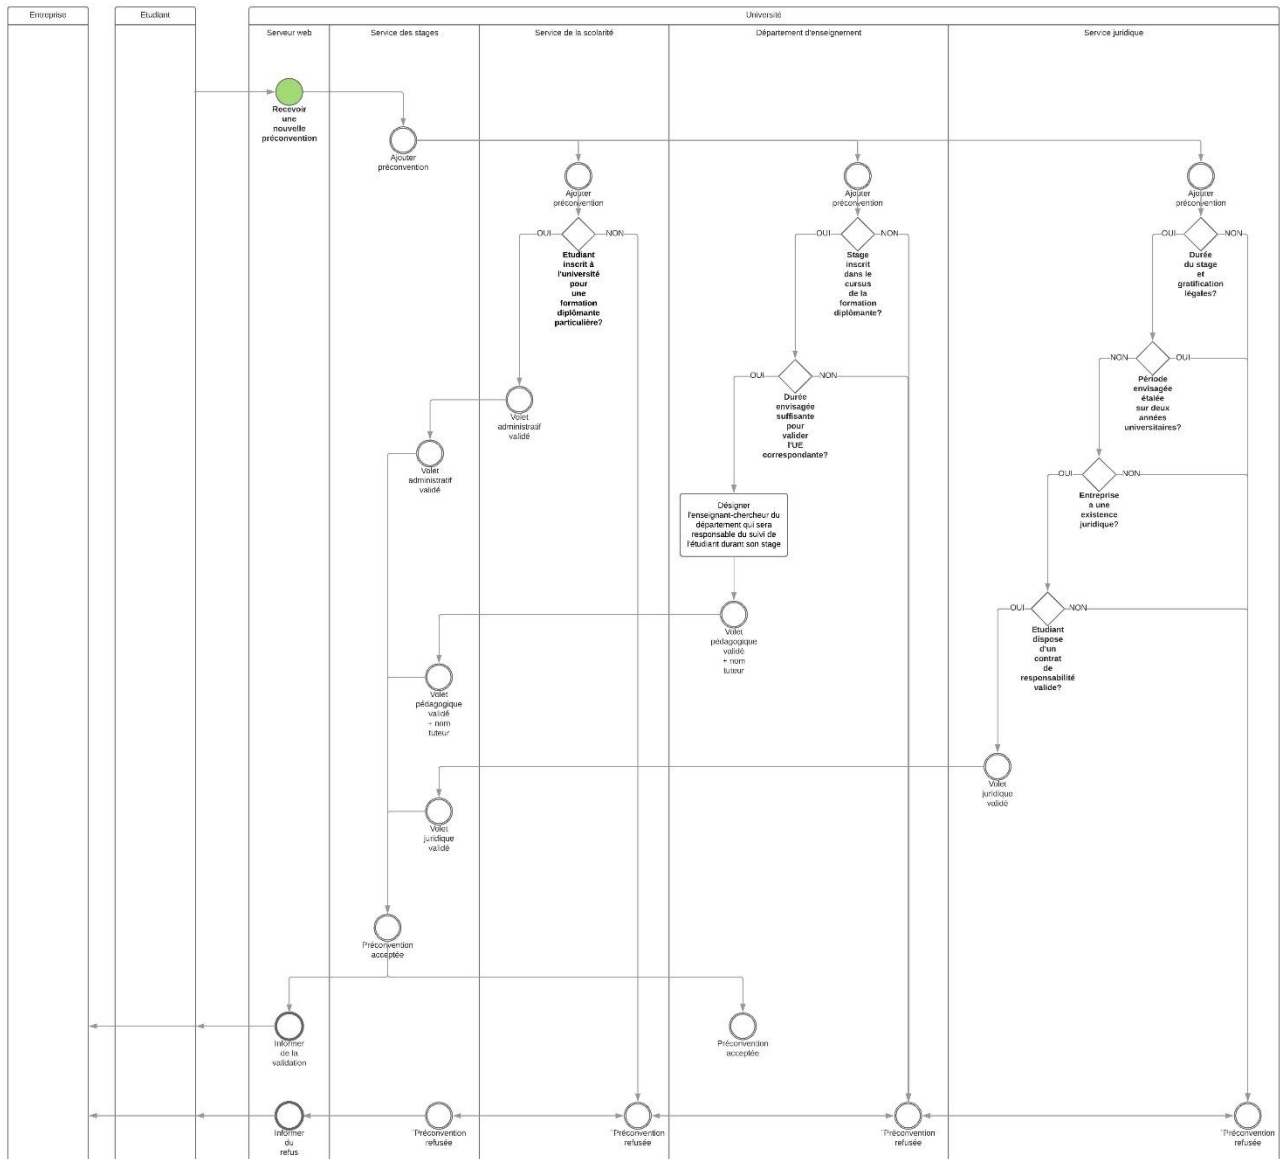 Entreprise
Etudiant
Université
Serveur web
Service des stages
Service de la scolarité
Département d'enseignement
Service juridique
Recevoir
une
nouvelle
préconvention
Ajouter
préconvention
Ajouter
préconvention
Ajouter
préconvention
Ajouter
préconvention
OUI
NON
Etudiant
inscrit à
l'université
pour
une
formation
diplômante
particulière?
OUI
NON
Stage
inscrit
dans le
cursus
de la
formation
diplômante?
OUI
NON
Durée
du stage
et
gratification
légales?
NON
OUI
Période
envisagée
étalée
sur deux
années
universitaires?
OUI
NON
Durée
envisagée
suffisante
pour
valider
l'UE
correspondante?
Volet
administratif
validé
Volet
administratif
validé
OUI
NON
Entreprise
a une
existence
juridique?
Désigner
l'enseignant-chercheur du
département qui sera
responsable du suivi de
l'étudiant durant son stage
OUI
NON
Etudiant
dispose
d'un
contrat
de
responsabilité
valide?
Volet
pédagogique
validé
+ nom
tuteur
Volet
pédagogique
validé
+ nom
tuteur
Volet
juridique
validé
Volet
juridique
validé
Préconvention
acceptée
Informer
de la
validation
Préconvention
acceptée
Informer
du
refus
`Préconvention
refusée
`Préconvention
refusée
`Préconvention
refusée
`Préconvention
refusée